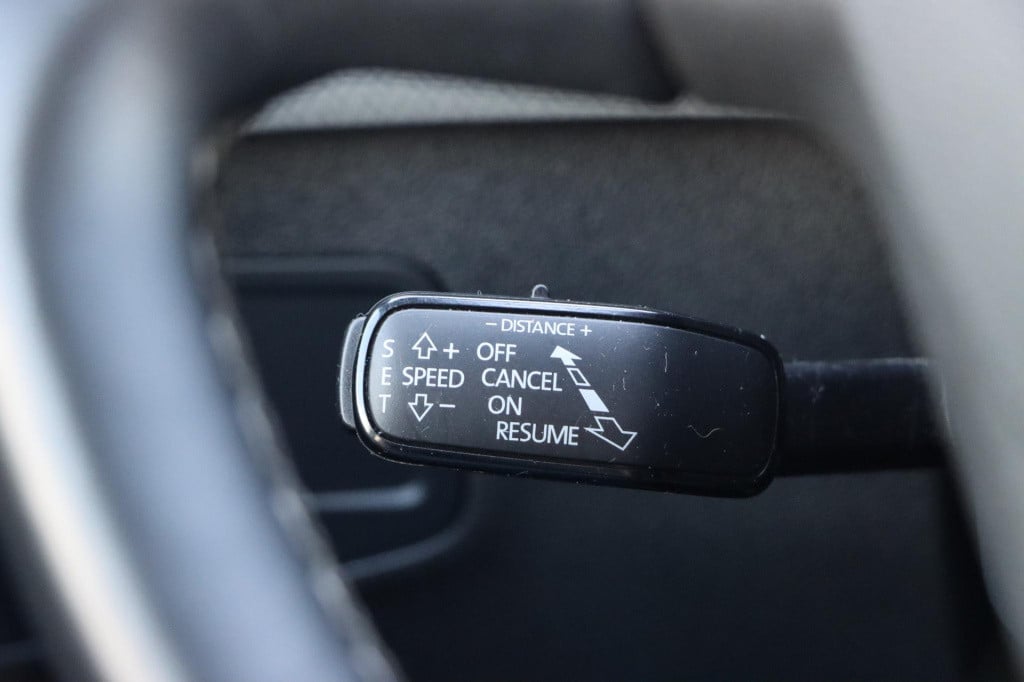 - DISTANCE +
S + OFF
E SPEED CANCEL
T - ON
RESUME